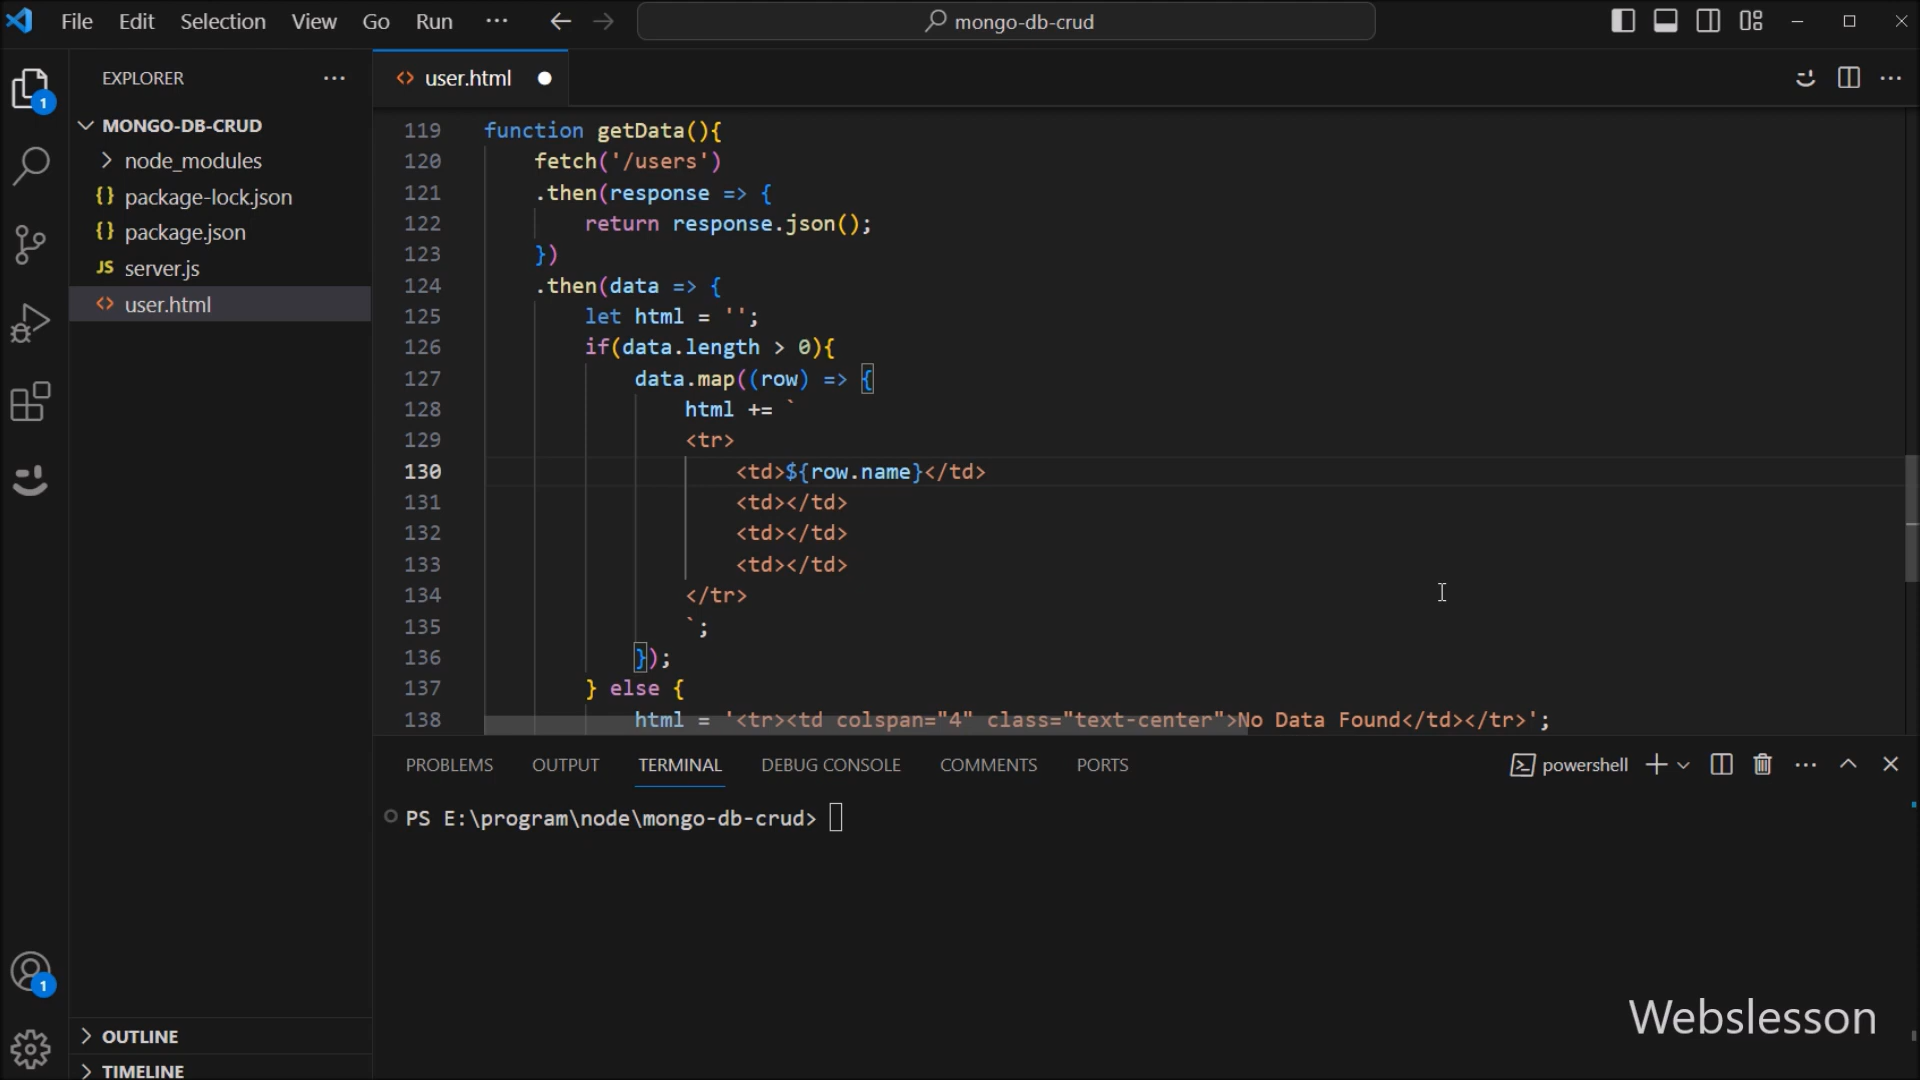 File Edit Selection View Go Run ···
mongo-db-crud
EXPLORER
1
MONGO-DB-CRUD
node_modules
{} package-lock.json
{} package.json
JS server.js
<> user.html
OUTLINE
TIMELINE
1
<> user.html
119 function getData(){
120 fetch('/users')
121 .then(response => {
122 return response.json();
123 })
124 .then(data => {
125 let html = '';
126 if(data.length > 0){
127 data.map((row) => {
128 html += `
129 <tr>
130 <td>${row.name}</td>
131 <td></td>
132 <td></td>
133 <td></td>
134 </tr>
135 `;
136 });
137 } else {
138 html = '<tr><td colspan="4" class="text-center">No Data Found</td></tr>';
PROBLEMS OUTPUT TERMINAL DEBUG CONSOLE COMMENTS PORTS
powershell
PS E:\program\node\mongo-db-crud>
Webslesson